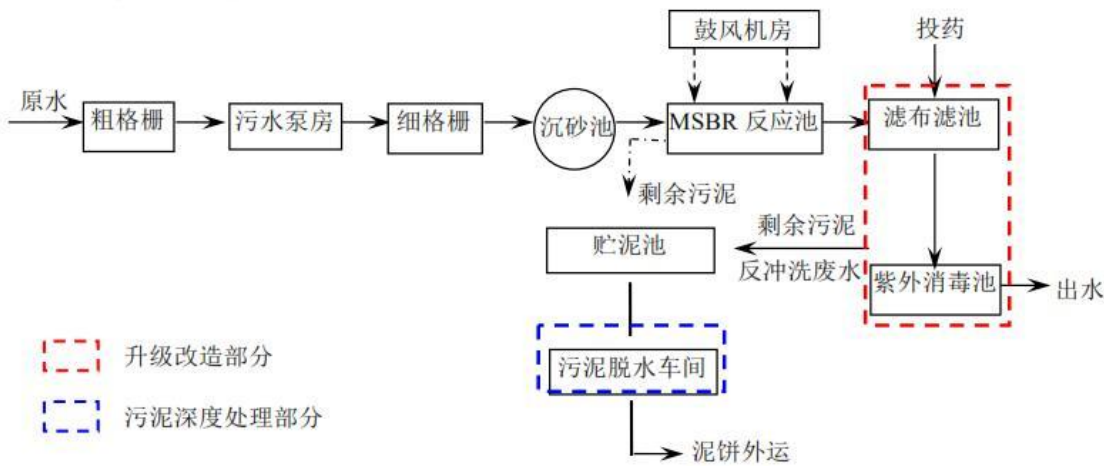 鼓风机房
投药
原水
粗格栅
污水泵房
细格栅
沉砂池
MSBR 反应池
滤布滤池
剩余污泥
贮泥池
剩余污泥
反冲洗废水
紫外消毒池
出水
升级改造部分
污泥脱水车间
污泥深度处理部分
泥饼外运